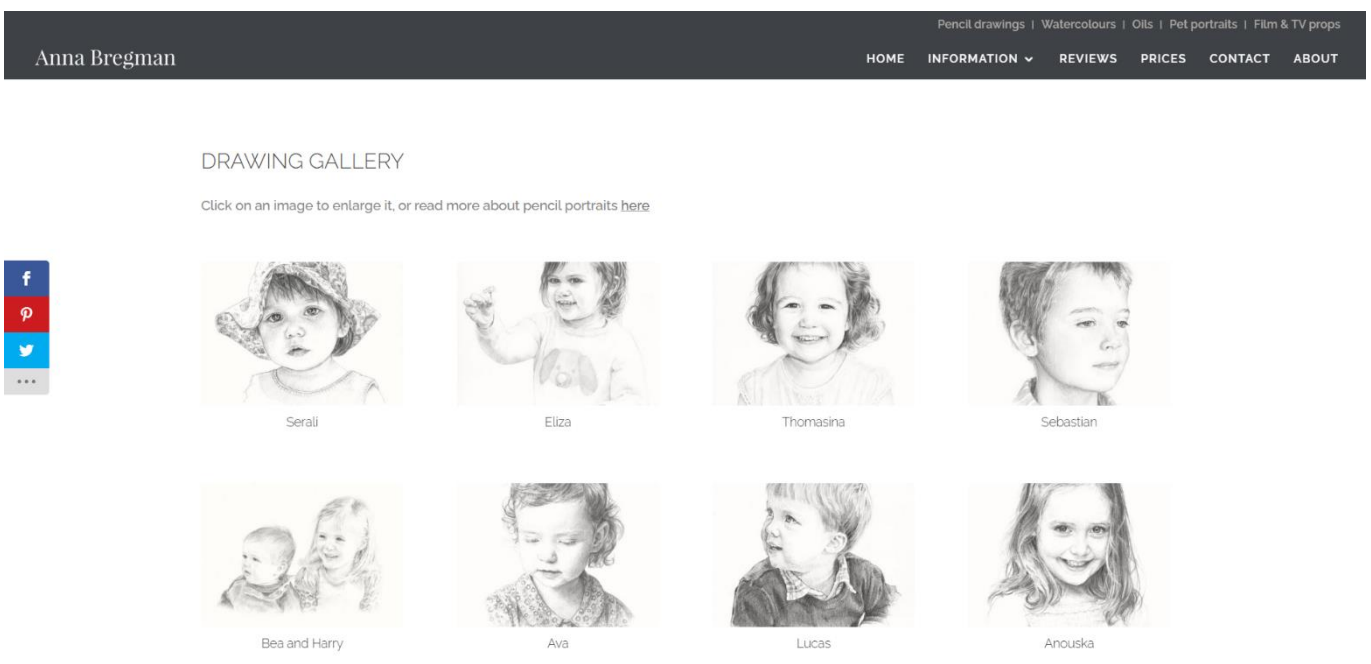 Pencil drawings | Watercolours | Oils | Pet portraits | Film & TV props
Anna Bregman
HOME INFORMATION REVIEWS PRICES CONTACT ABOUT
DRAWING GALLERY
Click on an image to enlarge it, or read more about pencil portraits here
Serali Eliza Thomasina Sebastian
Bea and Harry Ava Lucas Anouska